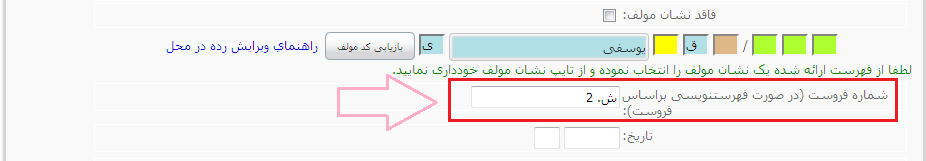 فاقد نشان مولف:
/ ق یوسفی ی بازیابی کد مولف راهنمای ویرایش رده در محل
لطفا از فهرست ارائه شده یک نشان مولف را انتخاب نموده و از تایپ نشان مولف خودداری نمایید.
شماره فروست (در صورت فهرستنویسی براساس ش. 2
فروست):
تاریخ: